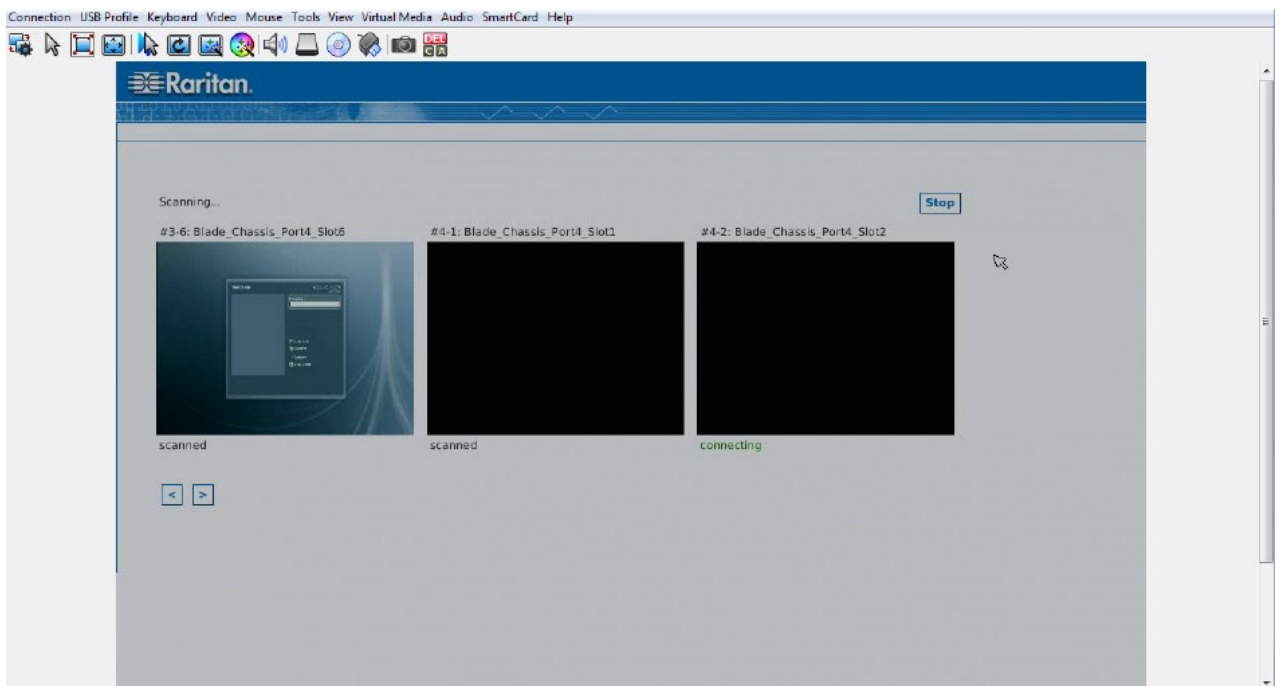 Connection USB Profile Keyboard Video Mouse Tools View Virtual Media Audio SmartCard Help
DEL
C A
Raritan.
Scanning...
Stop
#3-6: Blade_Chassis_Port4_Slot6
#4-1: Blade_Chassis_Port4_Slot1
#4-2: Blade_Chassis_Port4_Slot2
scanned
scanned
connecting
< >